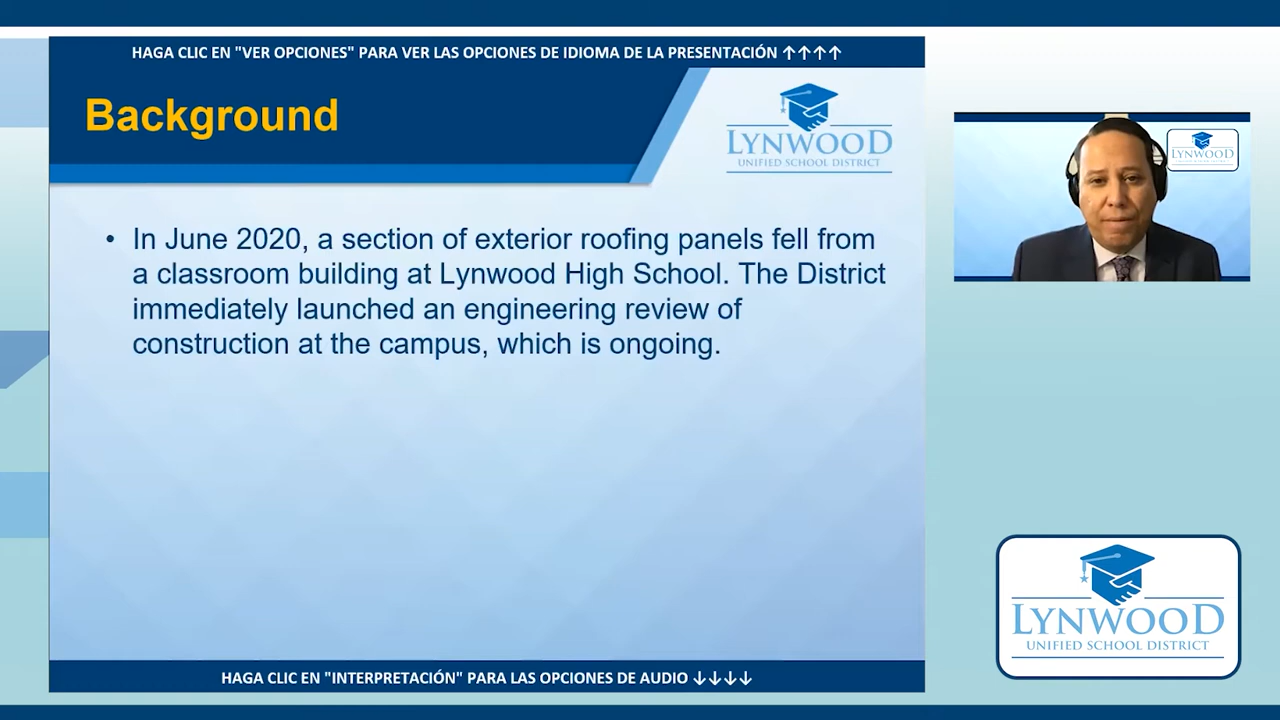 HAGA CLIC EN "VER OPCIONES" PARA VER LAS OPCIONES DE IDIOMA DE LA PRESENTACIÓN ↑↑↑↑
Background
LYNWOOD
UNIFIED SCHOOL DISTRICT
• In June 2020, a section of exterior roofing panels fell from
a classroom building at Lynwood High School. The District
immediately launched an engineering review of
construction at the campus, which is ongoing.
HAGA CLIC EN "INTERPRETACIÓN" PARA LAS OPCIONES DE AUDIO ↓↓↓↓
LYNWOOD
LYNWOOD
UNIFIED SCHOOL DISTRICT